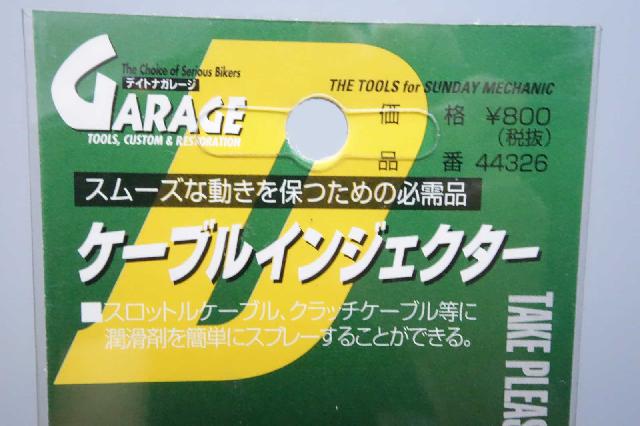 The Choice of Serious Bikers
デイトナガレージ
GARAGE
TOOLS, CUSTOM & RESTORATION
THE TOOLS for SUNDAY MECHANIC
価 格 ¥800
(税抜)
品 番 44326
スムーズな動きを保つための必需品
ケーブルインジェクター
■スロットルケーブル、クラッチケーブル等に
潤滑剤を簡単にスプレーすることができる。
TAKE PLEAS